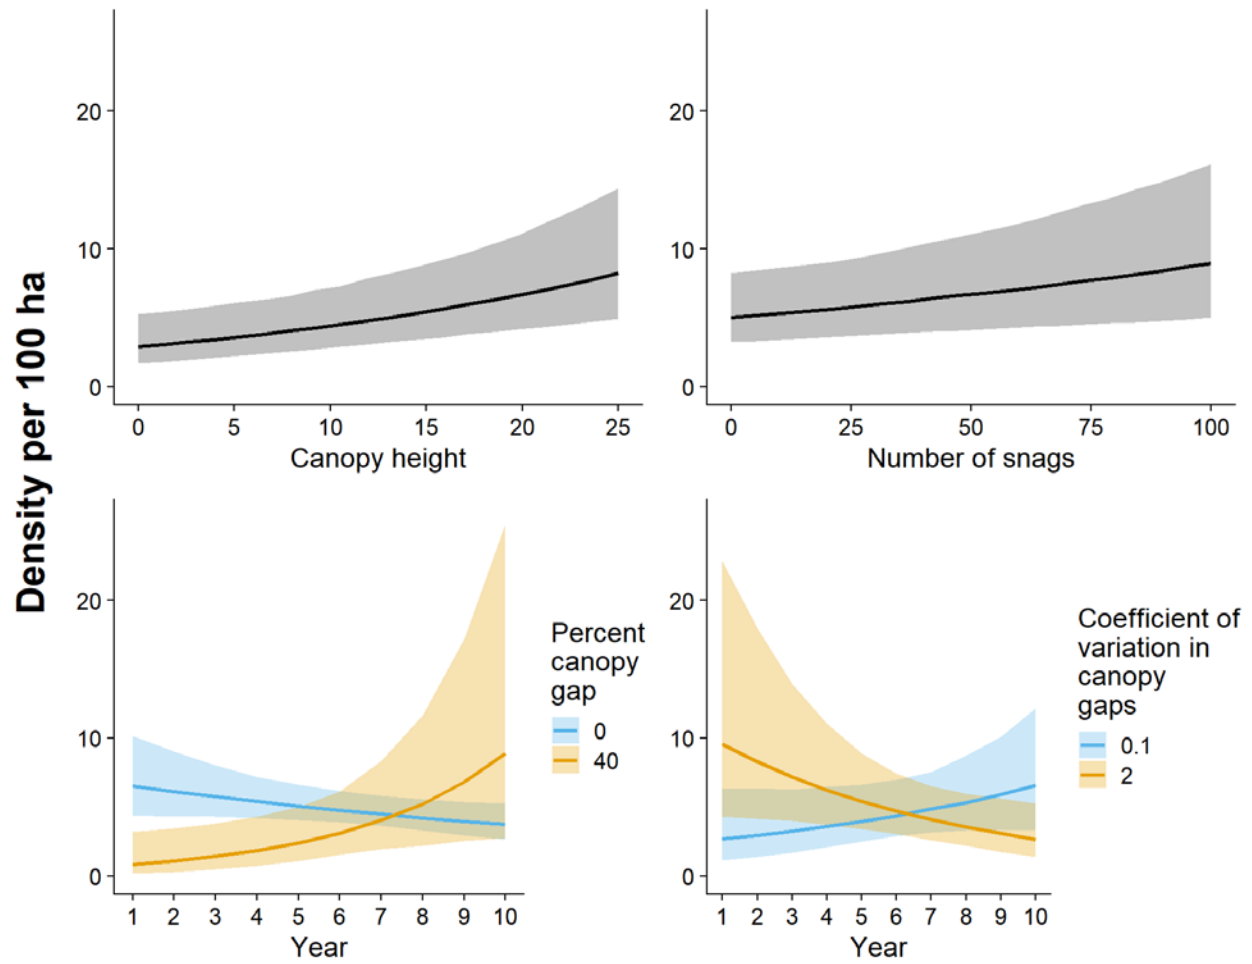 Density per 100 ha
20
10
0
0 5 10 15 20 25
Canopy height
20
10
0
0 25 50 75 100
Number of snags
20
10
0
1 2 3 4 5 6 7 8 9 10
Year
Percent
canopy
gap
0
40
20
10
0
1 2 3 4 5 6 7 8 9 10
Year
Coefficient of
variation in
canopy
gaps
0.1
2